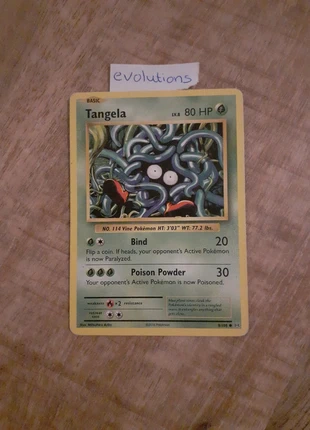 evolutions
BASIC
Tangela LV.8 80 HP
NO. 114 Vine Pokémon HT: 3'03" WT: 77.2 lbs.
Bind 20
Flip a coin. If heads, your opponent's Active Pokémon
is now Paralyzed.
Poison Powder 30
Your opponent's Active Pokémon is now Poisoned.
×2